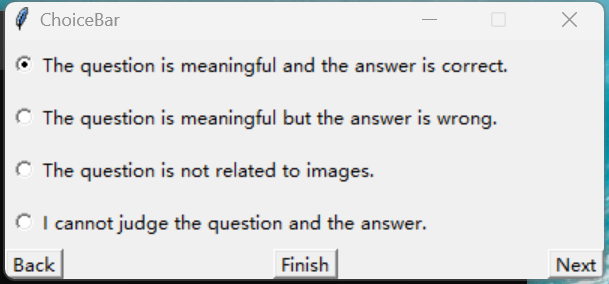 ChoiceBar
The question is meaningful and the answer is correct.
The question is meaningful but the answer is wrong.
The question is not related to images.
I cannot judge the question and the answer.
Back Finish Next